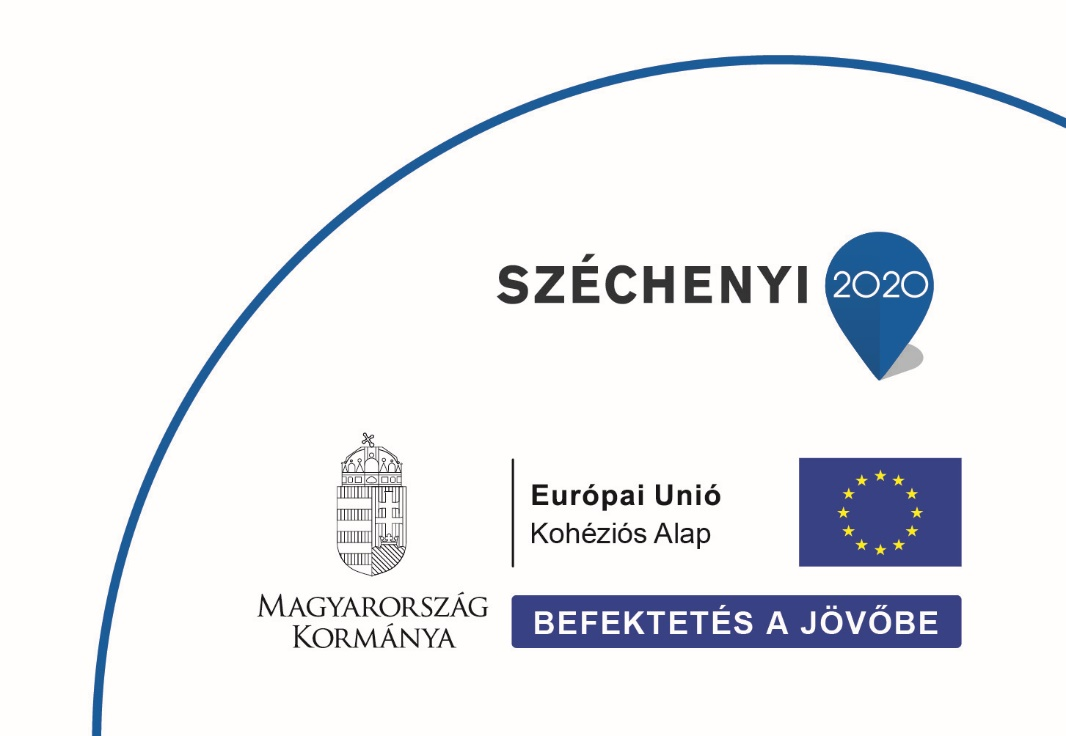 SZÉCHENYI 2020
Európai Unió
Kohéziós Alap
MAGYARORSZÁG
KORMÁNYA
BEFEKTETÉS A JÖVŐBE